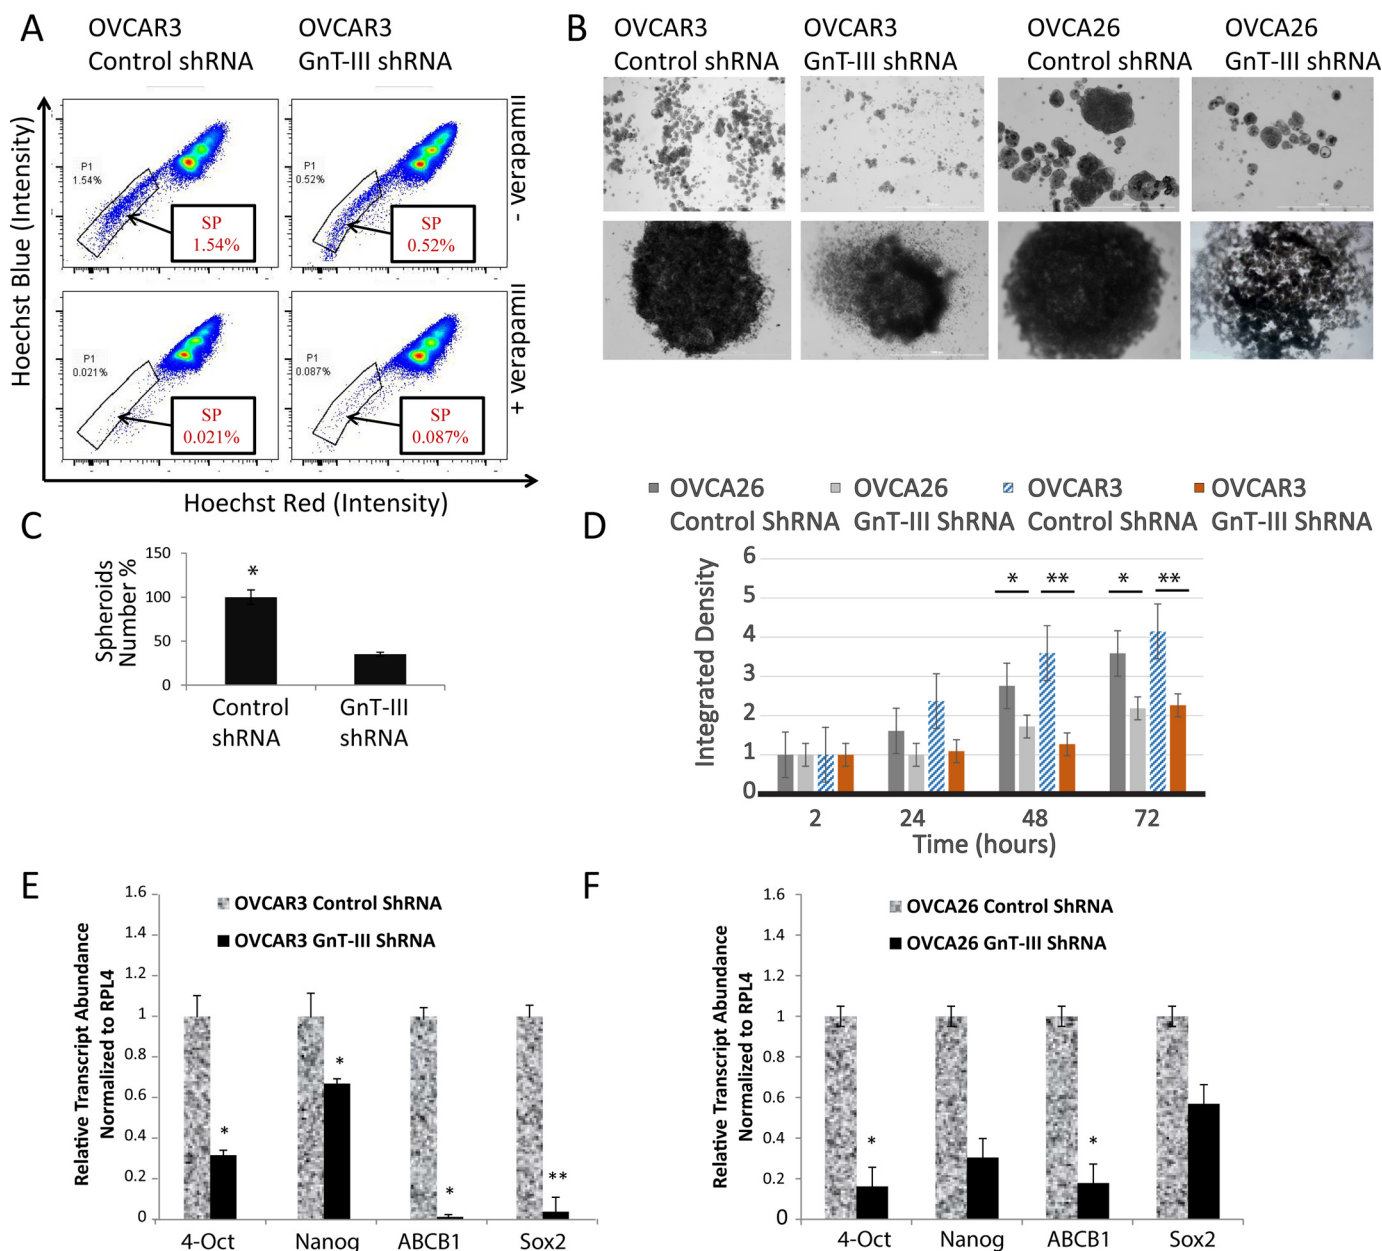 A
OVCAR3
Control shRNA
OVCAR3
GnT-III shRNA
Hoechst Blue (Intensity)
P1
1.54%
SP
1.54%
P1
0.52%
SP
0.52%
- verapamil
P1
0.021%
SP
0.021%
P1
0.087%
SP
0.087%
+ verapamil
Hoechst Red (Intensity)
B
OVCAR3
Control shRNA
OVCAR3
GnT-III shRNA
OVCA26
Control shRNA
OVCA26
GnT-III shRNA
C
Spheroids
Number %
150
100
50
0
*
Control
shRNA
GnT-III
shRNA
D
OVCA26
Control ShRNA
OVCA26
GnT-III ShRNA
OVCAR3
Control ShRNA
OVCAR3
GnT-III ShRNA
Integrated Density
6
5
4
3
2
1
0
* ** * **
2 24 48 72
Time (hours)
E
Relative Transcript Abundance
Normalized to RPL4
1.6
1.4
1.2
1
0.8
0.6
0.4
0.2
0
OVCAR3 Control ShRNA
OVCAR3 GnT-III ShRNA
* * * **
4-Oct Nanog ABCB1 Sox2
F
Relative Transcript Abundance
Normalized to RPL4
1.6
1.4
1.2
1
0.8
0.6
0.4
0.2
0
OVCA26 Control ShRNA
OVCA26 GnT-III ShRNA
* *
4-Oct Nanog ABCB1 Sox2